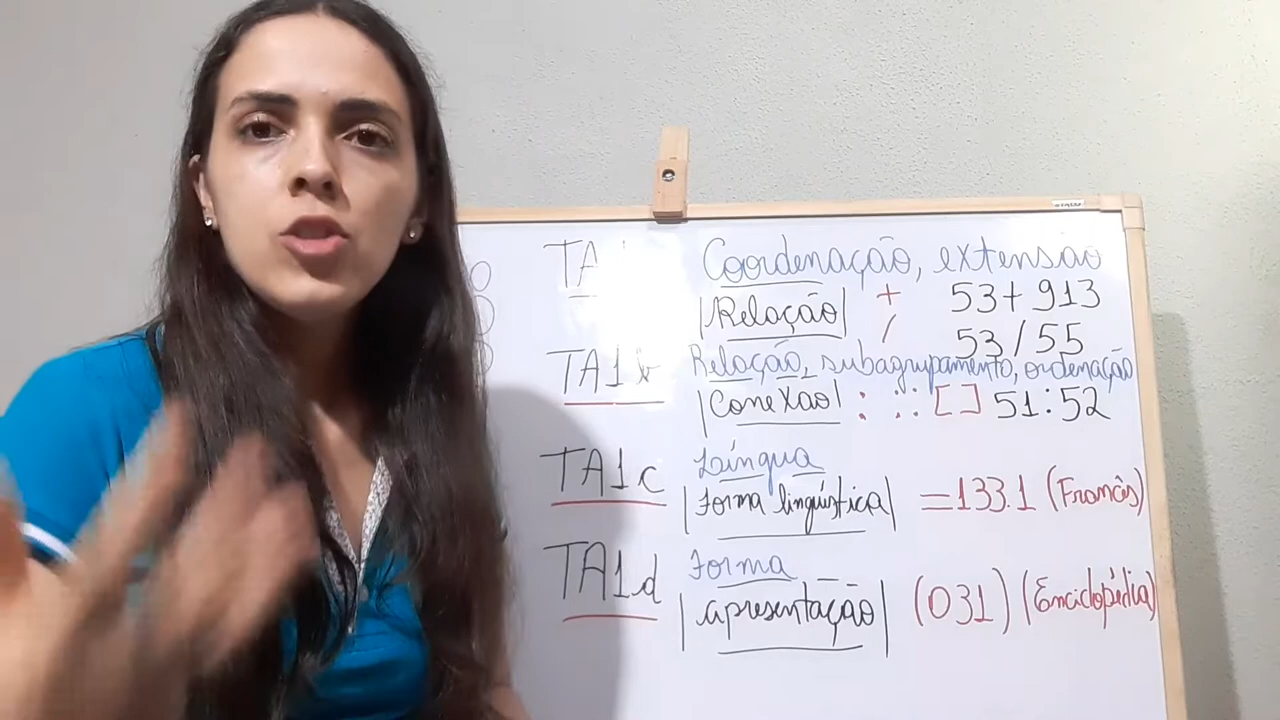 TA Coordenação, extensão
|Relação| + 53 + 913
/ 53/55
TA1b Relação, subagrupamento, ordenação
|Conexão| : :: [] 51:52
TA1c Língua
|Forma linguística| =133.1 (Francês)
TA1d Forma
|apresentação| (031) (Enciclopédia)